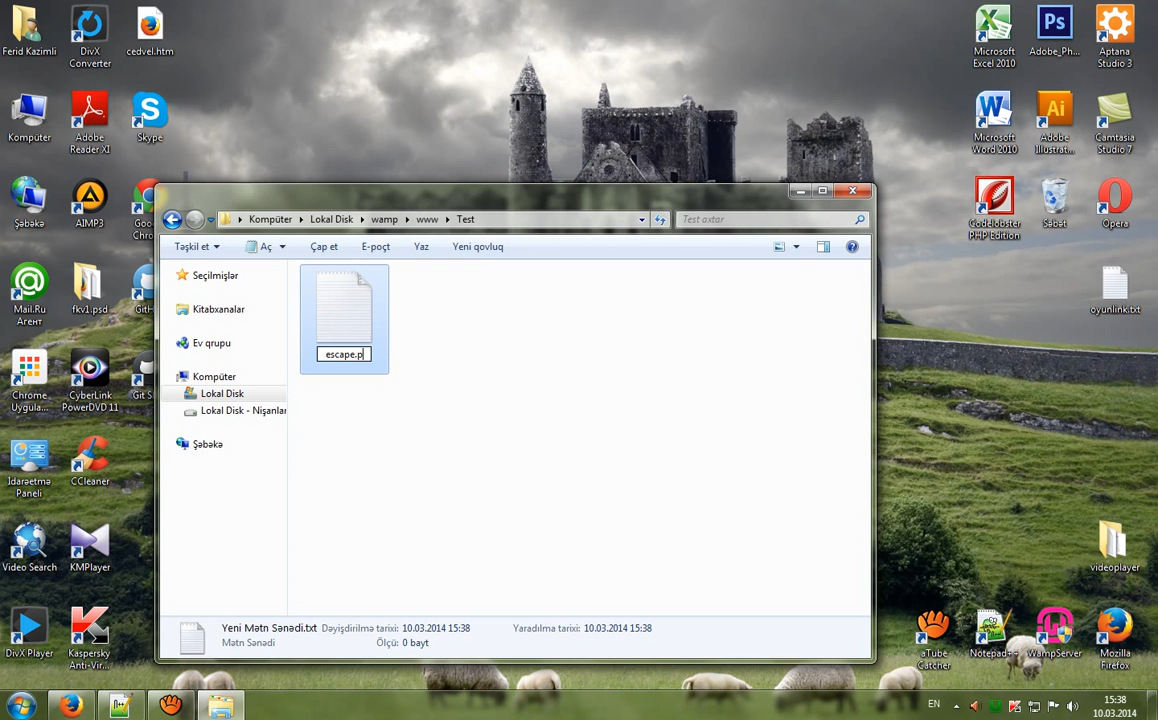 Ferid Kazimli
DivX
Converter
cedvel.htm
Microsoft
Excel 2010
Adobe_Ph...
Aptana
Studio 3
Kompüter
Adobe
Reader XI
Skype
Microsoft
Word 2010
Adobe
Illustrat...
Camtasia
Studio 7
Şəbəkə
AIMP3
Goo
Chro
Codelobster
PHP Edition
Səbət
Opera
Mail.Ru
Агент
fkv1.psd
GitH
oyunlink.txt
Chrome
Uygula...
CyberLink
PowerDVD 11
Git S
İdarəetmə
Paneli
CCleaner
Video Search
KMPlayer
videoplayer
DivX Player
Kaspersky
Anti-Vir...
aTube
Catcher
Notepad++
WampServer
Mozilla
Firefox
Kompüter
Lokal Disk
wamp
www
Test
Test axtar
Təşkil et
Aç
Çap et
E-poçt
Yaz
Yeni qovluq
Seçilmişlər
Kitabxanalar
Ev qrupu
Kompüter
Lokal Disk
Lokal Disk - Nişanlar
Şəbəkə
escape.p
Yeni Mətn Sənədi.txt Dəyişdirilmə tarixi: 10.03.2014 15:38 Yaradılma tarixi: 10.03.2014 15:38
Mətn Sənədi Ölçü: 0 bayt
EN
15:38
10.03.2014